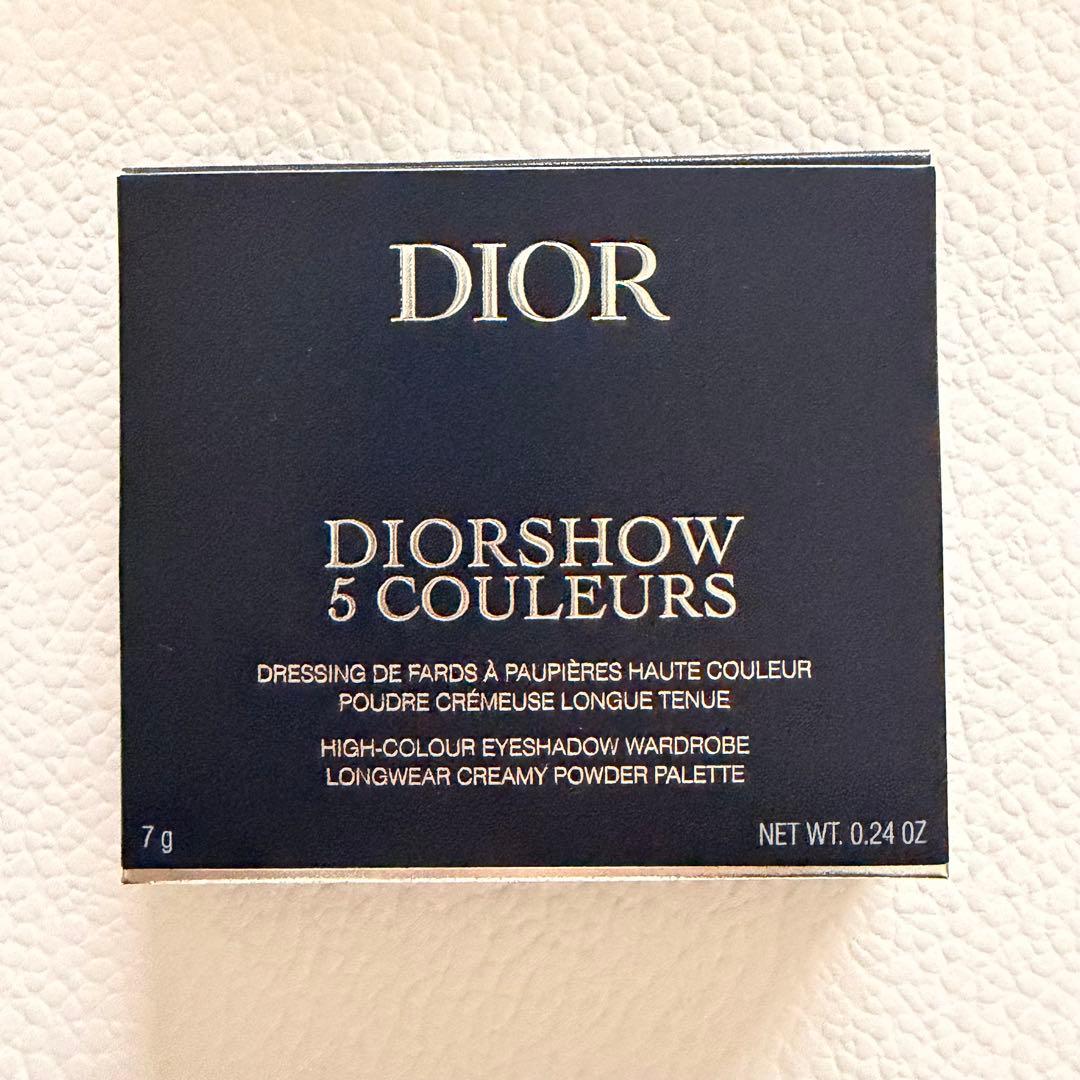 DIOR
DIORSHOW
5 COULEURS
DRESSING DE FARDS À PAUPIÈRES HAUTE COULEUR
POUDRE CRÉMEUSE LONGUE TENUE
HIGH-COLOUR EYESHADOW WARDROBE
LONGWEAR CREAMY POWDER PALETTE
7 g
NET WT. 0.24 OZ